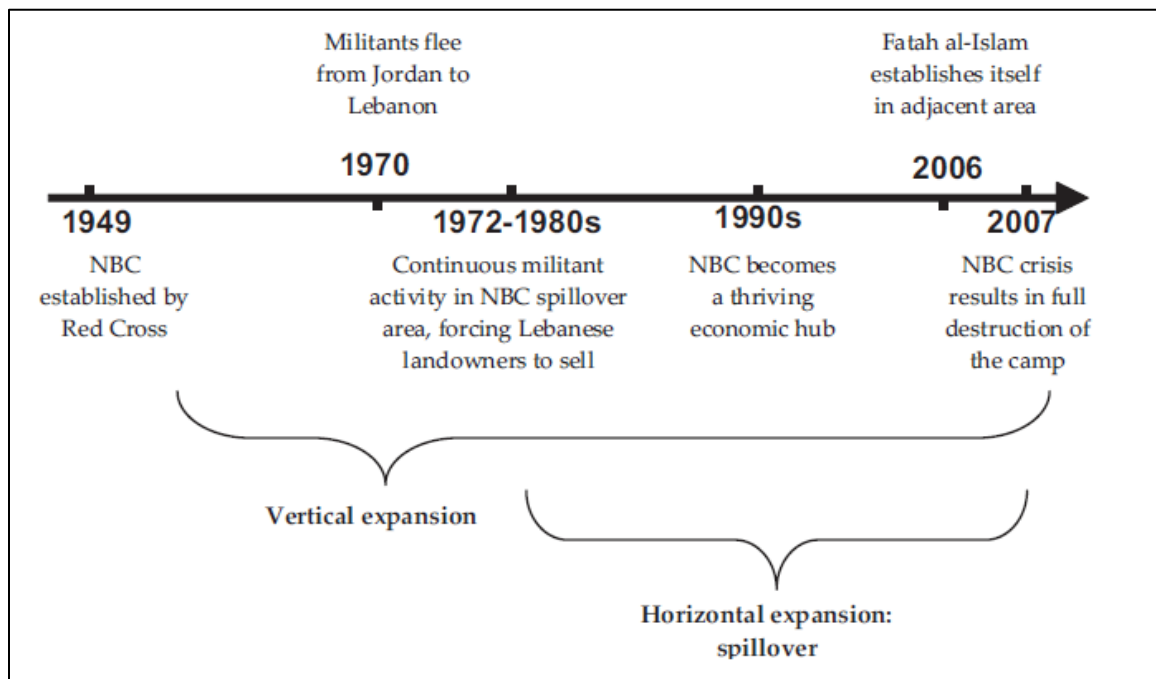 Militants flee
from Jordan to
Lebanon
Fatah al-Islam
establishes itself
in adjacent area
1970
2006
1949
1972-1980s
1990s
2007
NBC
established by
Red Cross
Continuous militant
activity in NBC spillover
area, forcing Lebanese
landowners to sell
NBC becomes
a thriving
economic hub
NBC crisis
results in full
destruction of
the camp
Vertical expansion
Horizontal expansion:
spillover